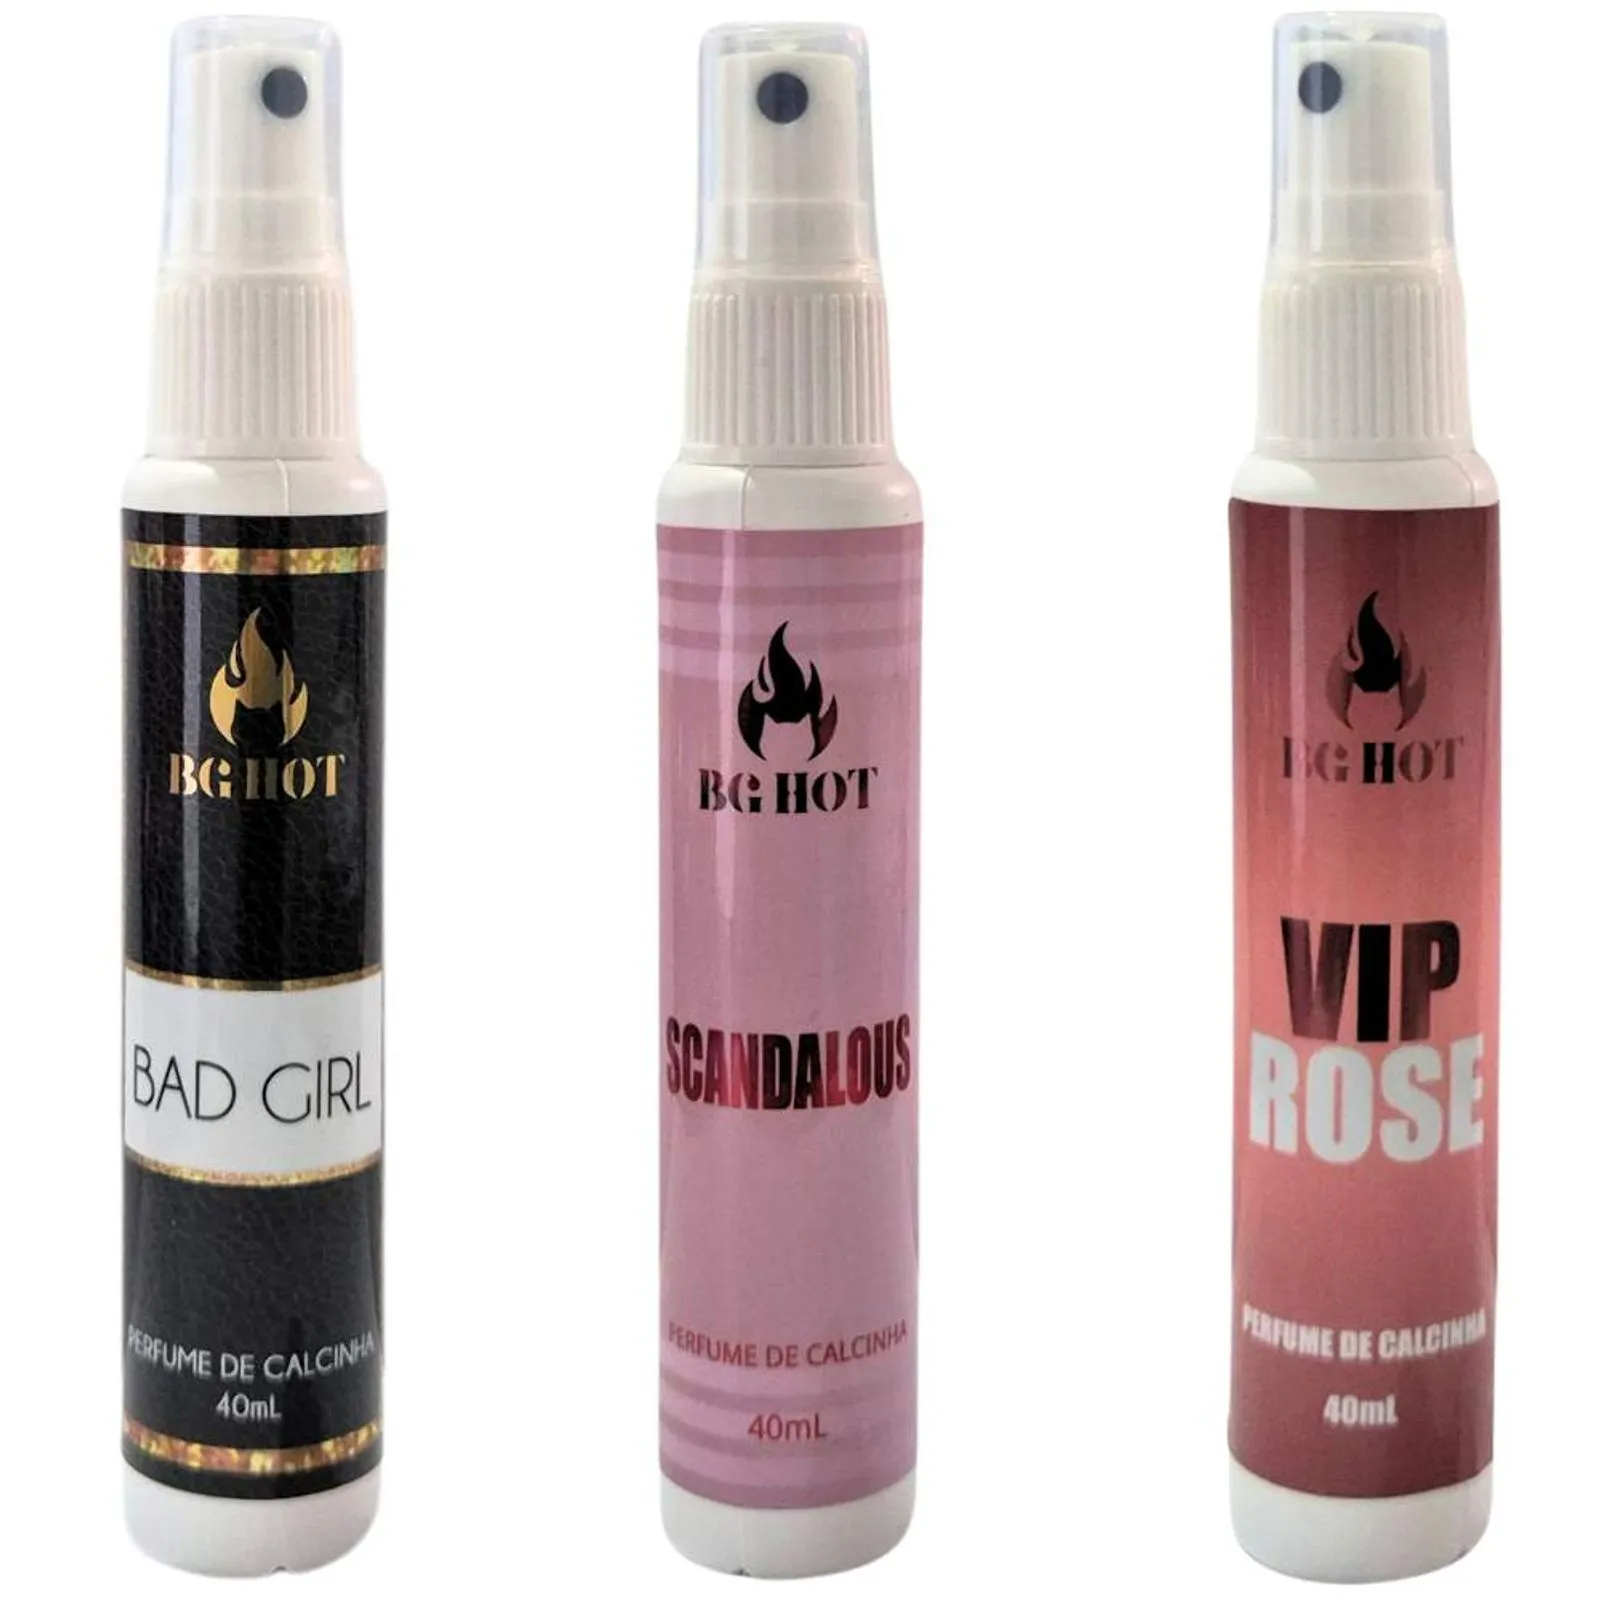 BG HOT
BAD GIRL
PERFUME DE CALCINHA
40mL
BG HOT
SCANDALOUS
PERFUME DE CALCINHA
40mL
BG HOT
VIP
ROSE
PERFUME DE CALCINHA
40mL